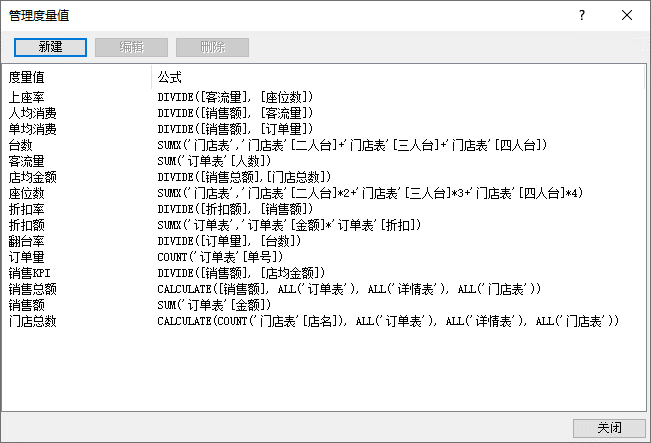 管理度量值
新建 编辑 删除
度量值 公式
上座率 DIVIDE([客流量], [座位数])
人均消费 DIVIDE([销售额], [客流量])
单均消费 DIVIDE([销售额], [订单量])
台数 SUMX('门店表','门店表'[二人台]+'门店表'[三人台]+'门店表'[四人台])
客流量 SUM('订单表'[人数])
店均金额 DIVIDE([销售总额],[门店总数])
座位数 SUMX('门店表','门店表'[二人台]*2+'门店表'[三人台]*3+'门店表'[四人台]*4)
折扣率 DIVIDE([折扣额], [销售额])
折扣额 SUMX('订单表','订单表'[金额]*'订单表'[折扣])
翻台率 DIVIDE([订单量], [台数])
订单量 COUNT('订单表'[单号])
销售KPI DIVIDE([销售额], [店均金额])
销售总额 CALCULATE([销售额], ALL('订单表'), ALL('详情表'), ALL('门店表'))
销售额 SUM('订单表'[金额])
门店总数 CALCULATE(COUNT('门店表'[店名]), ALL('订单表'), ALL('详情表'), ALL('门店表'))
关闭